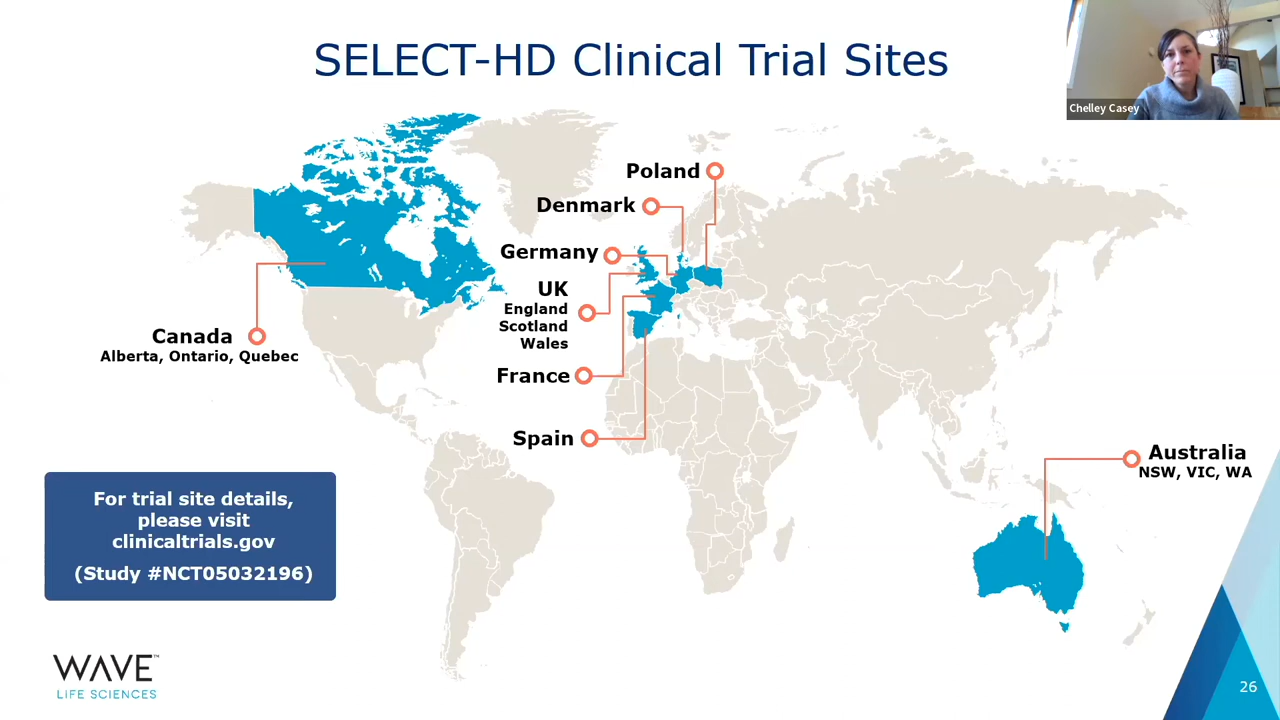 SELECT-HD Clinical Trial Sites
Chelley Casey
Poland
Denmark
Germany
UK
England
Scotland
Wales
Canada
Alberta, Ontario, Quebec
France
Spain
Australia
NSW, VIC, WA
For trial site details,
please visit
clinicaltrials.gov
(Study #NCT05032196)
WAVE™
LIFE SCIENCES
26